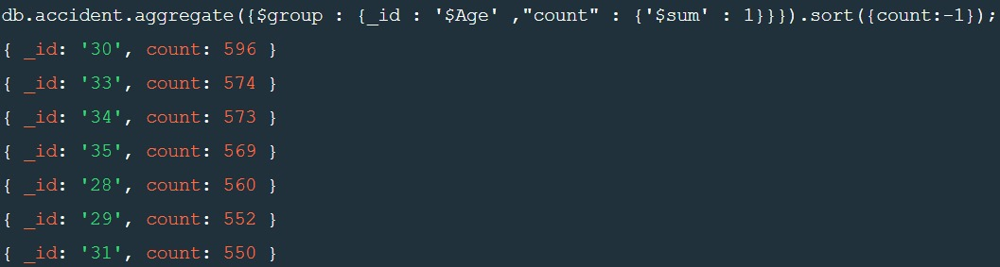 db.accident.aggregate({$group : {_id : '$Age' ,"count" : {'$sum' : 1}}}).sort({count:-1});
{ _id: '30', count: 596 }
{ _id: '33', count: 574 }
{ _id: '34', count: 573 }
{ _id: '35', count: 569 }
{ _id: '28', count: 560 }
{ _id: '29', count: 552 }
{ _id: '31', count: 550 }